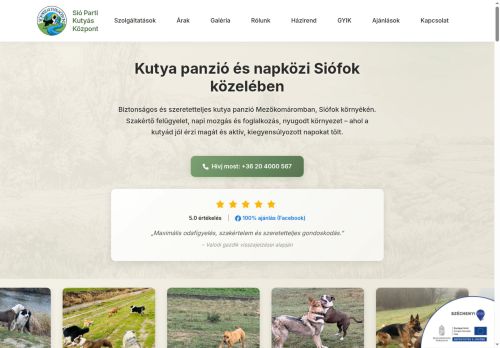 Sió Parti
Kutyás
Központ
Szolgáltatások
Árak
Galéria
Rólunk
Házirend
GYIK
Ajánlások
Kapcsolat
Kutya panzió és napközi Siófok
közelében
Biztonságos és szeretetteljes kutya panzió Mezőkomáromban, Siófok környékén.
Szakértő felügyelet, napi mozgás és foglalkozás, nyugodt környezet – ahol a
kutyád jól érzi magát és aktív, kiegyensúlyozott napokat tölt.
Hívj most: +36 20 4000 567
5.0 értékelés
100% ajánlás (Facebook)
„Maximális odafigyelés, szakértelem és szeretetteljes gondoskodás.”
– Valódi gazdik visszajelzései alapján
SZÉCHENYI